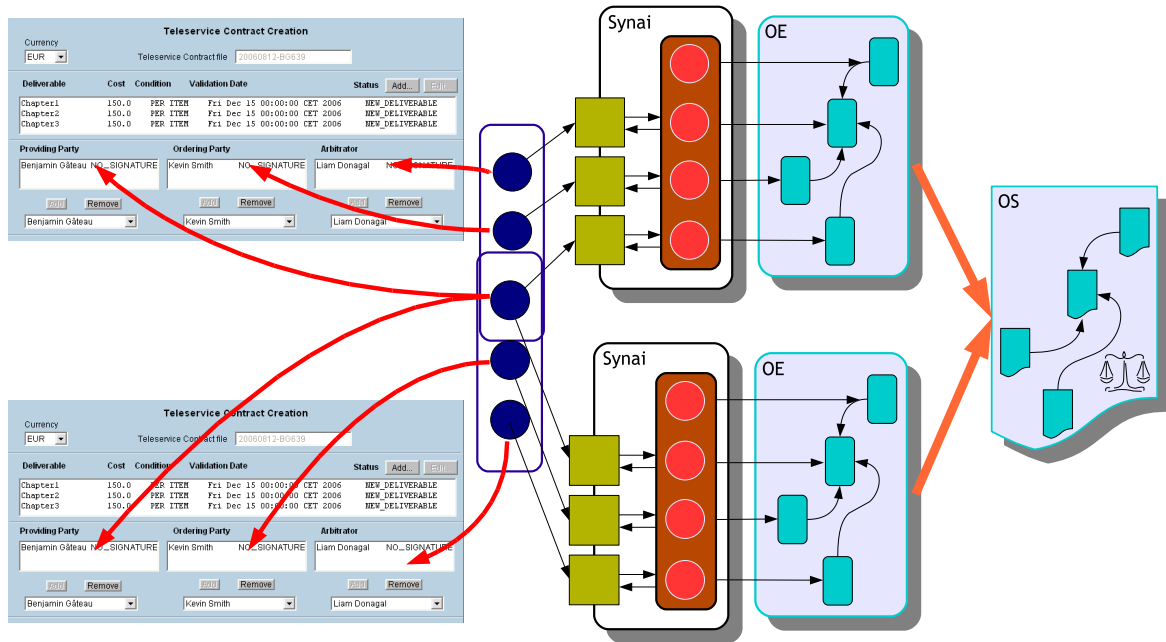 Teleservice Contract Creation
Currency
EUR
Teleservice Contract file 20060812-BG639
Deliverable Cost Condition Validation Date Status Add... Edit...
Chapter1 150.0 PER ITEM Fri Dec 15 00:00:00 CET 2006 NEW_DELIVERABLE
Chapter2 150.0 PER ITEM Fri Dec 15 00:00:00 CET 2006 NEW_DELIVERABLE
Chapter3 150.0 PER ITEM Fri Dec 15 00:00:00 CET 2006 NEW_DELIVERABLE
Providing Party Ordering Party Arbitrator
Benjamin Gâteau NO_SIGNATURE Kevin Smith NO_SIGNATURE Liam Donagal NO_SIGNATURE
Add Remove Add Remove Add Remove
Benjamin Gâteau Kevin Smith Liam Donagal
Synai
OE
OS
Teleservice Contract Creation
Currency
EUR
Teleservice Contract file 20060812-BG639
Deliverable Cost Condition Validation Date Status Add... Edit...
Chapter1 150.0 PER ITEM Fri Dec 15 00:00:00 CET 2006 NEW_DELIVERABLE
Chapter2 150.0 PER ITEM Fri Dec 15 00:00:00 CET 2006 NEW_DELIVERABLE
Chapter3 150.0 PER ITEM Fri Dec 15 00:00:00 CET 2006 NEW_DELIVERABLE
Providing Party Ordering Party Arbitrator
Benjamin Gâteau NO_SIGNATURE Kevin Smith NO_SIGNATURE Liam Donagal NO_SIGNATURE
Add Remove Add Remove Add Remove
Benjamin Gâteau Kevin Smith Liam Donagal
Synai
OE